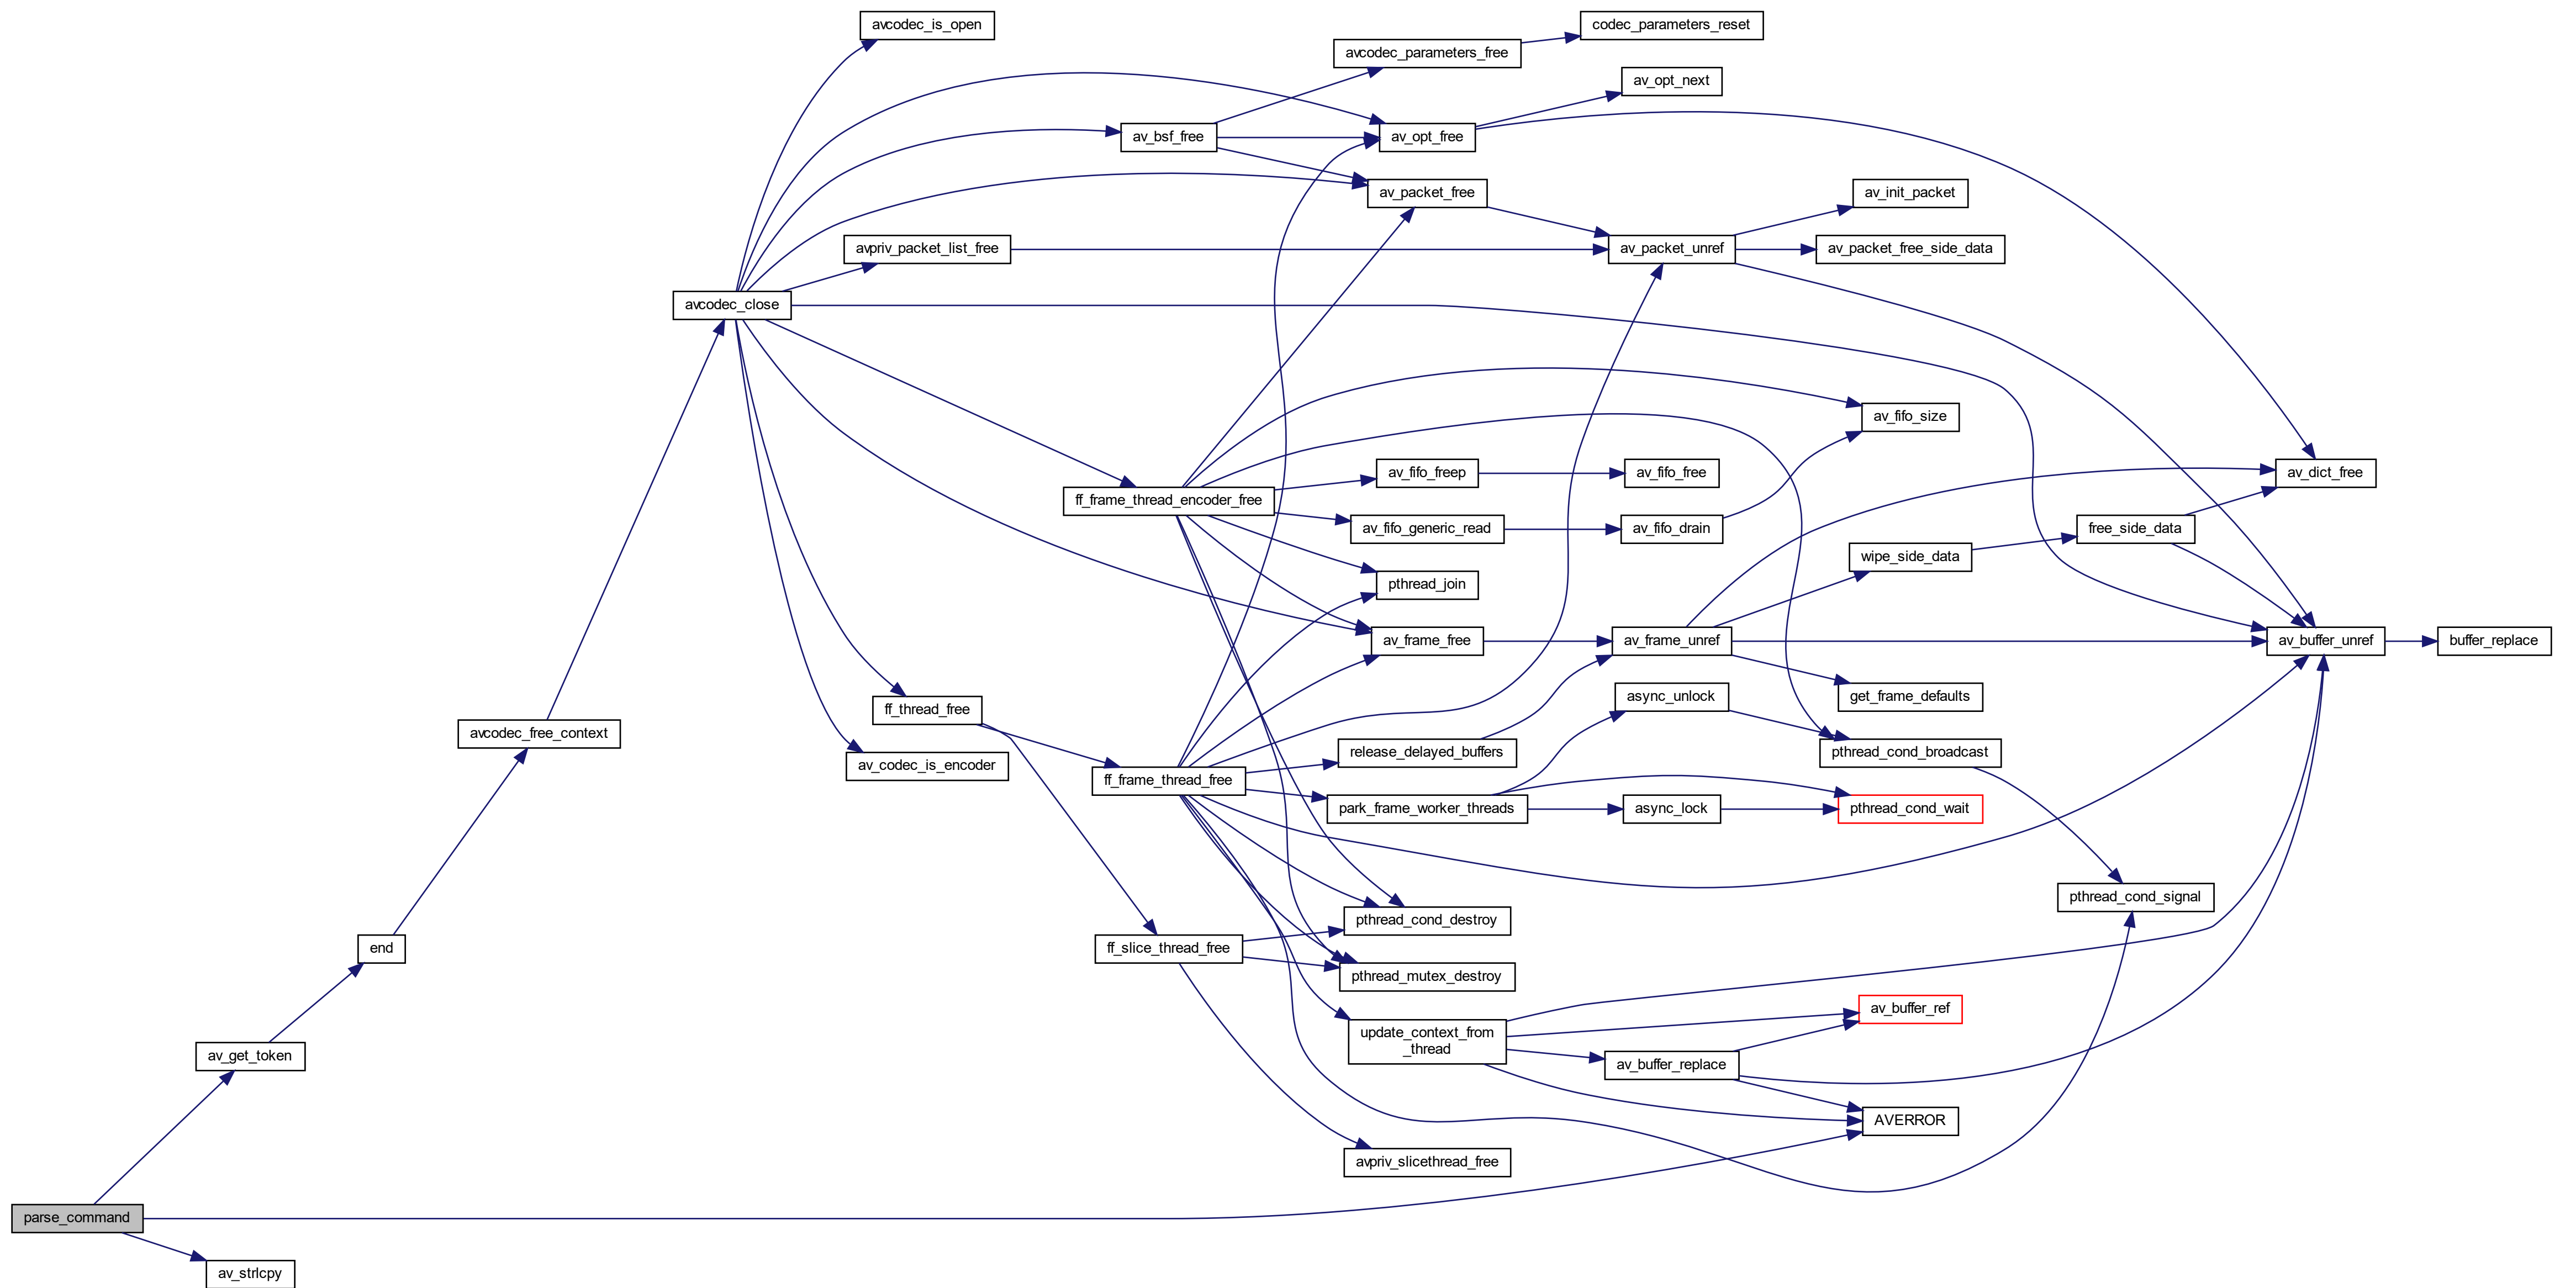 avcodec_is_open
codec_parameters_reset
avcodec_parameters_free
av_opt_next
av_bsf_free
av_opt_free
av_packet_free
av_init_packet
avpriv_packet_list_free
av_packet_unref
av_packet_free_side_data
avcodec_close
av_fifo_size
av_fifo_freep
av_fifo_free
av_dict_free
ff_frame_thread_encoder_free
av_fifo_generic_read
av_fifo_drain
free_side_data
wipe_side_data
pthread_join
av_frame_free
av_frame_unref
av_buffer_unref
buffer_replace
async_unlock
get_frame_defaults
ff_thread_free
avcodec_free_context
release_delayed_buffers
pthread_cond_broadcast
av_codec_is_encoder
ff_frame_thread_free
park_frame_worker_threads
async_lock
pthread_cond_wait
pthread_cond_signal
pthread_cond_destroy
end
ff_slice_thread_free
pthread_mutex_destroy
av_buffer_ref
update_context_from
_thread
av_get_token
av_buffer_replace
AVERROR
avpriv_slicethread_free
parse_command
av_strlcpy